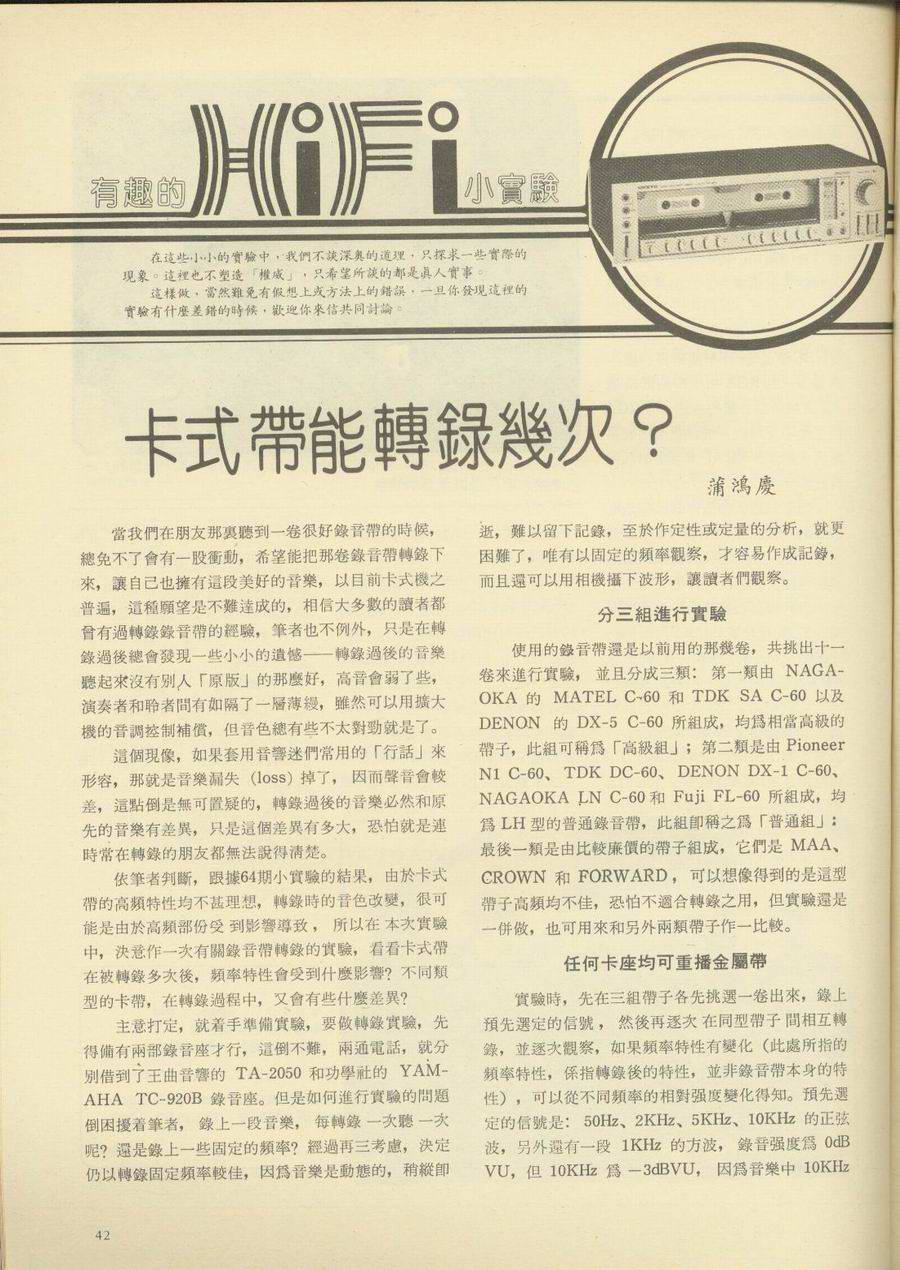 有趣的 HiFi 小實驗
ONKYO
在這些小小的實驗中，我們不談深奧的道理，只探求一些實際的
現象。這裡也不塑造「權威」，只希望所談的都是眞人實事。
這樣做，當然難免有假想上或方法上的錯誤，一旦你發現這裡的
實驗有什麼差錯的時候，歡迎你來信共同討論。
卡式帶能轉錄幾次？
蒲鴻慶
當我們在朋友那裏聽到一卷很好錄音帶的時候，
總免不了會有一股衝動，希望能把那卷錄音帶轉錄下
來，讓自己也擁有這段美好的音樂，以目前卡式機之
普遍，這種願望是不難達成的，相信大多數的讀者都
曾有過轉錄錄音帶的經驗，筆者也不例外，只是在轉
錄過後總會發現一些小小的遺憾——轉錄過後的音樂
聽起來沒有別人「原版」的那麼好，高音會弱了些，
演奏者和聆者間有如隔了一層薄縵，雖然可以用擴大
機的音調控制補償，但音色總有些不太對勁就是了。
這個現像，如果套用音響迷們常用的「行話」來
形容，那就是音樂漏失（loss）掉了，因而聲音會較
差，這點倒是無可置疑的，轉錄過後的音樂必然和原
先的音樂有差異，只是這個差異有多大，恐怕就是連
時常在轉錄的朋友都無法說得清楚。
依筆者判斷，跟據64期小實驗的結果，由於卡式
帶的高頻特性均不甚理想，轉錄時的音色改變，很可
能是由於高頻部份受到影響導致，所以在本次實驗
中，決意作一次有關錄音帶轉錄的實驗，看看卡式帶
在被轉錄多次後，頻率特性會受到什麼影響？不同類
型的卡帶，在轉錄過程中，又會有些什麼差異？
主意打定，就着手準備實驗，要做轉錄實驗，先
得備有兩部錄音座才行，這倒不難，兩通電話，就分
別借到了王曲音響的 TA-2050 和功學社的 YAM-
AHA TC-920B 錄音座。但是如何進行實驗的問題
倒困擾着筆者，錄上一段音樂，每轉錄一次聽一次
呢？還是錄上一些固定的頻率？經過再三考慮，決定
仍以轉錄固定頻率較佳，因爲音樂是動態的，稍縱卽
逝，難以留下記錄，至於作定性或定量的分析，就更
困難了，唯有以固定的頻率觀察，才容易作成記錄，
而且還可以用相機攝下波形，讓讀者們觀察。
分三組進行實驗
使用的錄音帶還是以前用的那幾卷，共挑出十一
卷來進行實驗，並且分成三類：第一類由 NAGA-
OKA 的 MATEL C-60 和 TDK SA C-60 以及
DENON 的 DX-5 C-60 所組成，均爲相當高級的
帶子，此組可稱爲「高級組」；第二類是由 Pioneer
N1 C-60、TDK DC-60、DENON DX-1 C-60、
NAGAOKA LN C-60 和 Fuji FL-60 所組成，均
爲 LH 型的普通錄音帶，此組卽稱之爲「普通組」：
最後一類是由比較廉價的帶子組成，它們是 MAA、
CROWN 和 FORWARD，可以想像得到的是這型
帶子高頻均不佳，恐怕不適合轉錄之用，但實驗還是
一併做，也可用來和另外兩類帶子作一比較。
任何卡座均可重播金屬帶
實驗時，先在三組帶子各先挑選一卷出來，錄上
預先選定的信號，然後再逐次在同型帶子間相互轉
錄，並逐次觀察，如果頻率特性有變化（此處所指的
頻率特性，係指轉錄後的特性，並非錄音帶本身的特
性），可以從不同頻率的相對强度變化得知。預先選
定的信號是：50Hz、2KHz、5KHz、10KHz 的正弦
波，另外還有一段 1KHz 的方波，錄音强度爲 0dB
VU，但 10KHz 爲 －3dBVU，因爲音樂中 10KHz
42